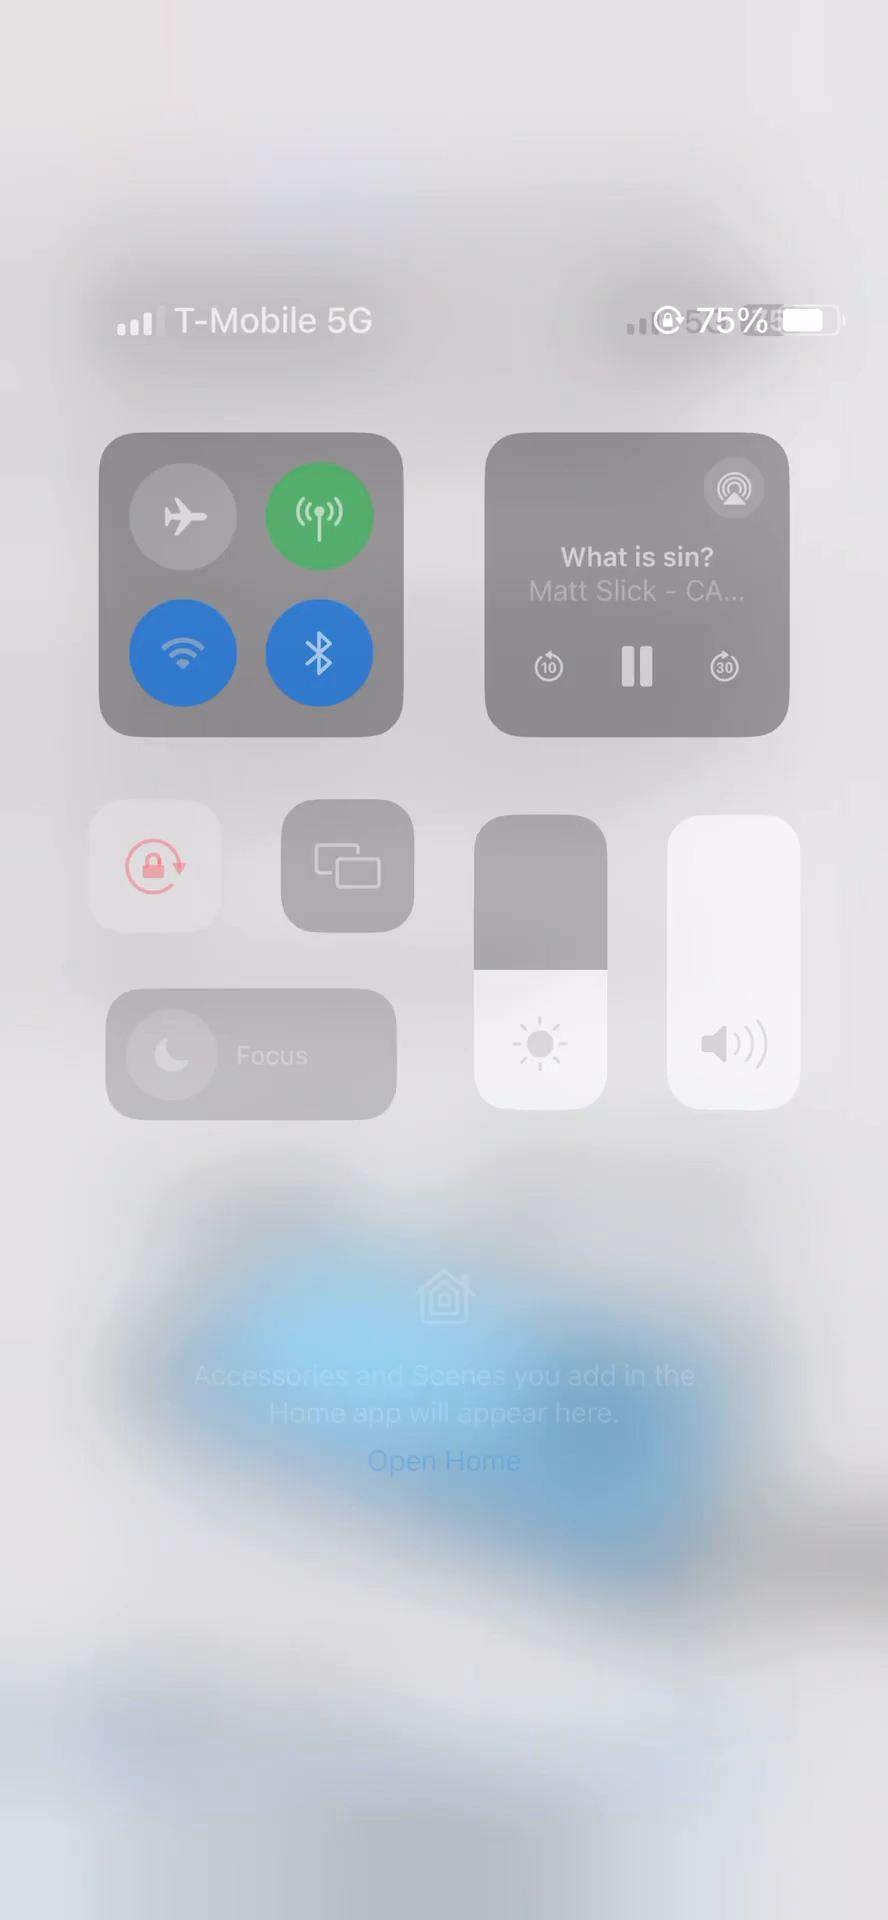 T-Mobile 5G
75%
What is sin?
Matt Slick - CA...
10
30
Focus
Accessories and Scenes you add in the
Home app will appear here.
Open Home